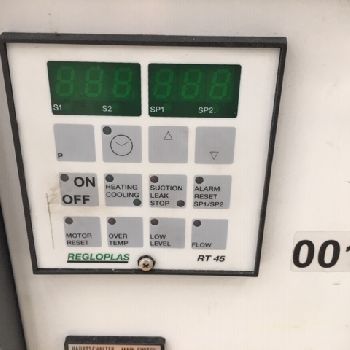 S1 S2 SP1 SP2
P
ON
OFF
HEATING
COOLING
SUCTION
LEAK
STOP
ALARM
RESET
SP1/SP2
MOTOR
RESET
OVER
TEMP
LOW
LEVEL
FLOW
REGLOPLAS RT 45
001